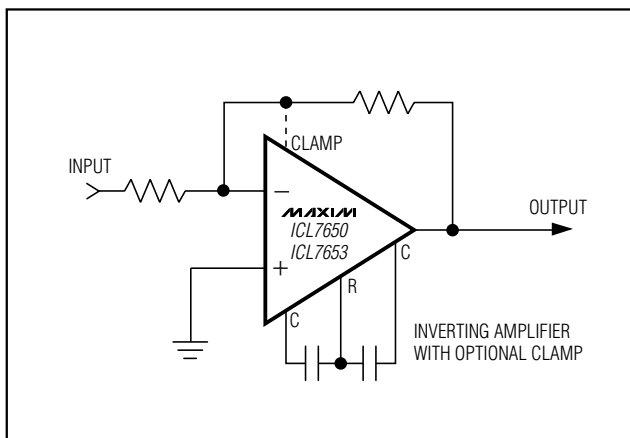 CLAMP
INPUT
−
MAXIM
ICL7650
ICL7653
OUTPUT
+
C
R
C
INVERTING AMPLIFIER
WITH OPTIONAL CLAMP